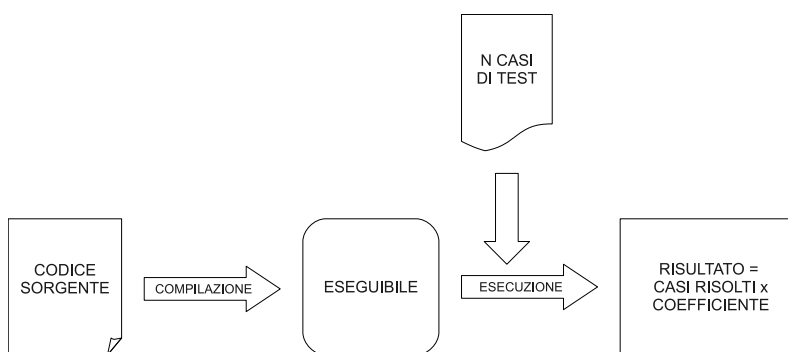 N CASI
DI TEST
CODICE
SORGENTE
COMPILAZIONE
ESEGUIBILE
ESECUZIONE
RISULTATO =
CASI RISOLTI x
COEFFICIENTE